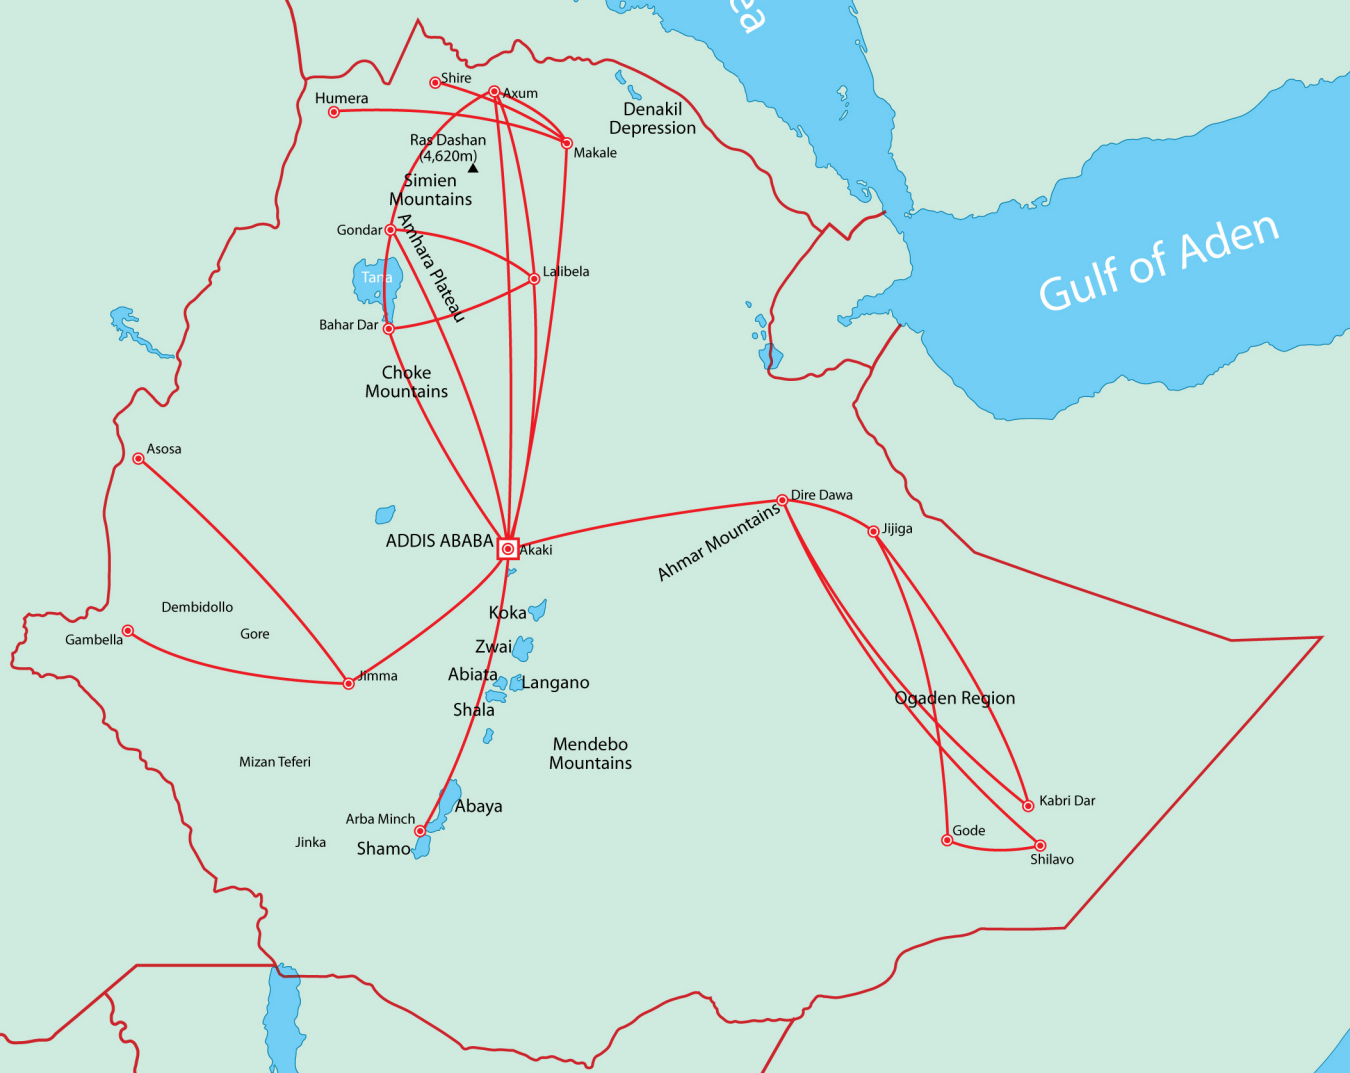 ea
Shire
Axum
Humera
Denakil
Depression
Ras Dashan
(4,620m)
Makale
Simien
Mountains
Gondar
Amhara Plateau
Lalibela
Tana
Gulf of Aden
Bahar Dar
Choke
Mountains
Asosa
Dire Dawa
Jijiga
ADDIS ABABA
Akaki
Ahmar Mountains
Dembidollo
Koka
Gambella
Gore
Zwai
Jimma
Abiata
Langano
Ogaden Region
Shala
Mendebo
Mountains
Mizan Teferi
Kabri Dar
Abaya
Arba Minch
Gode
Jinka
Shamo
Shilavo